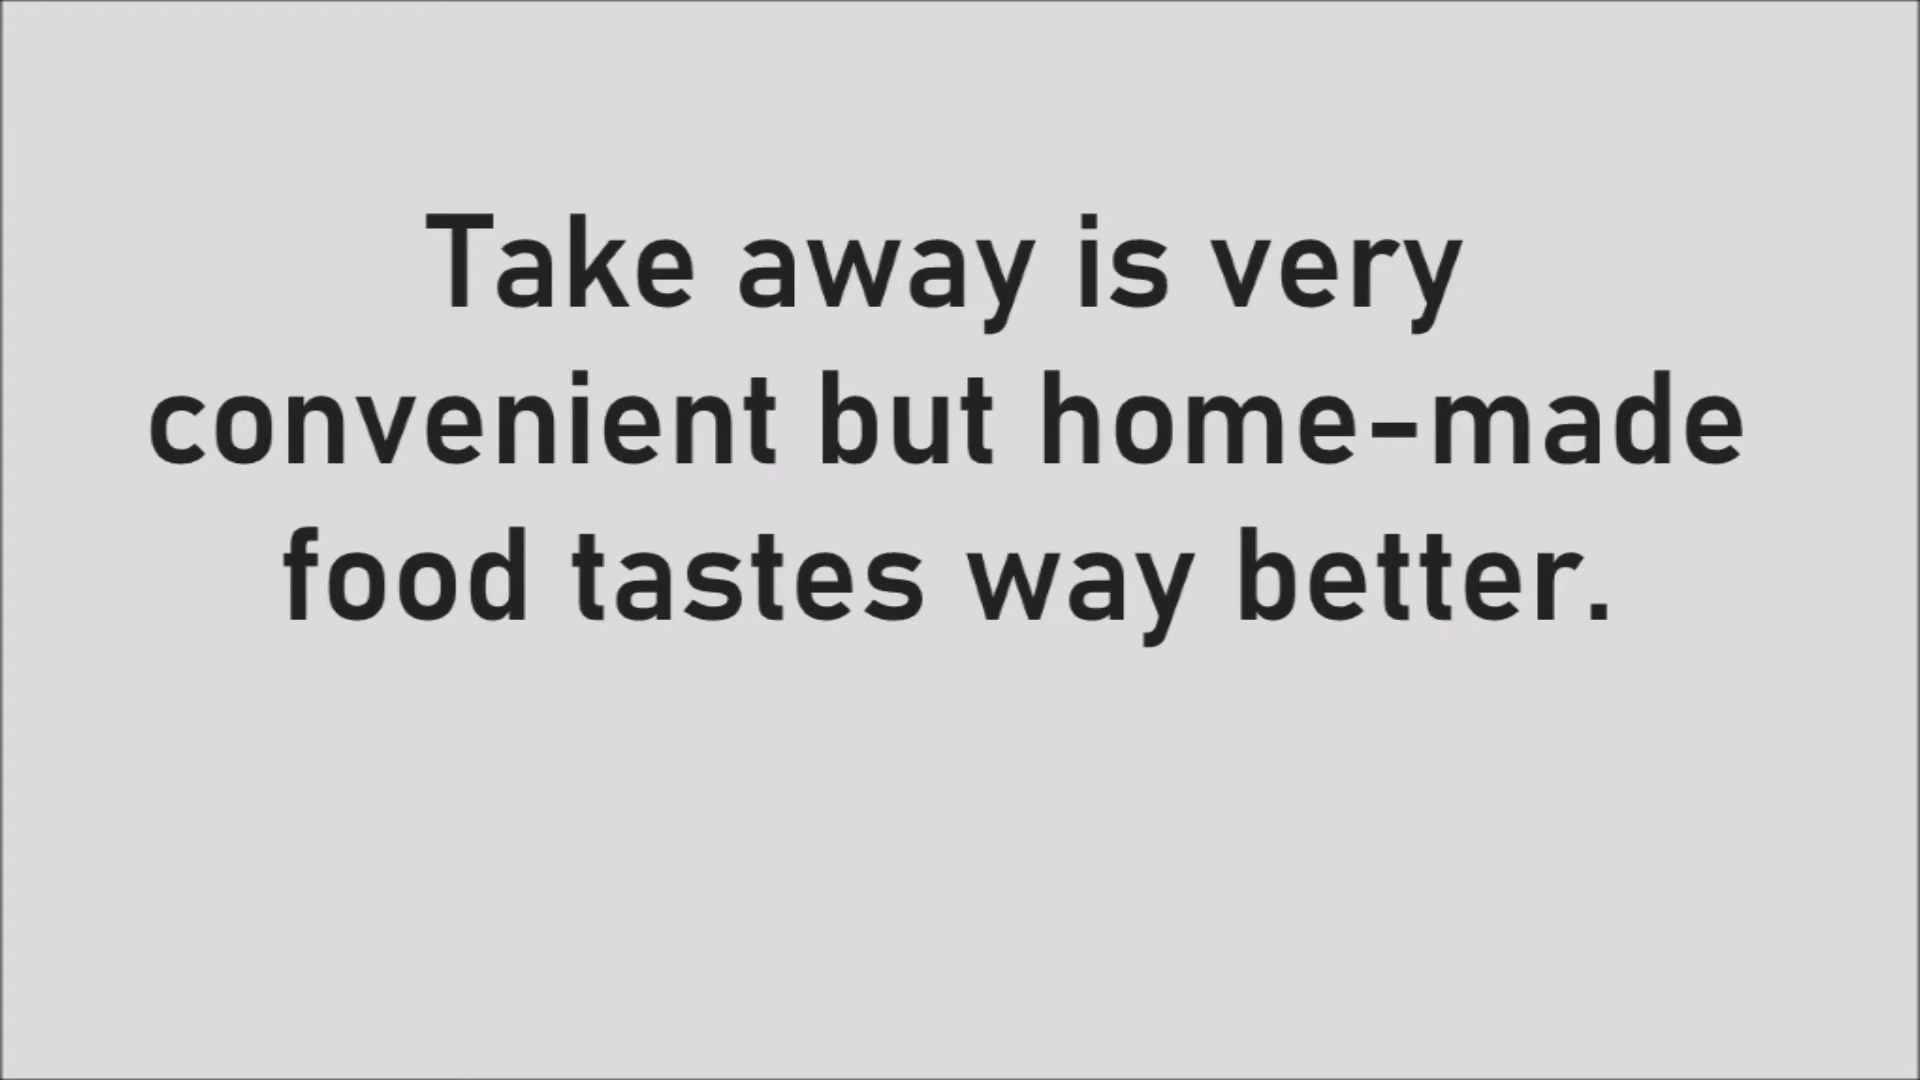 Take away is very
convenient but home-made
food tastes way better.